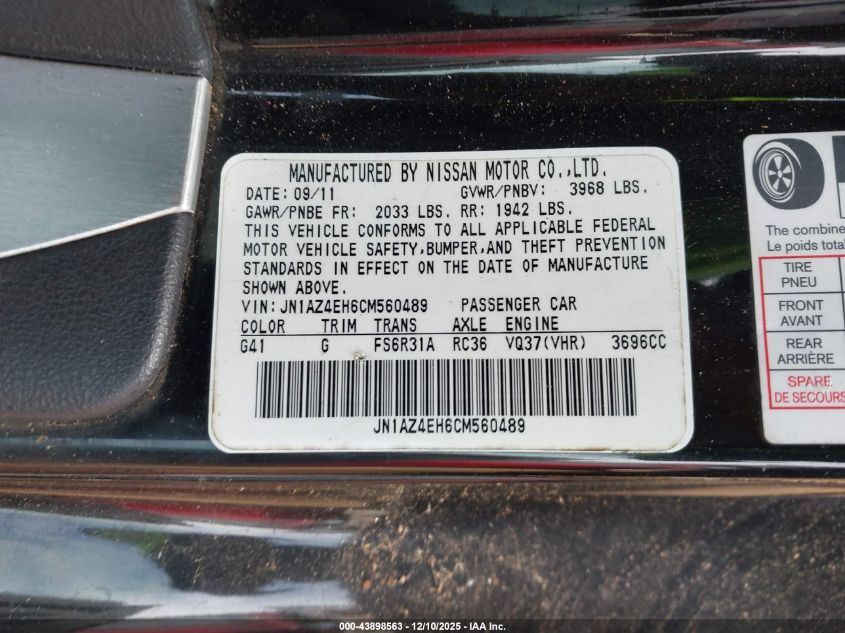 MANUFACTURED BY NISSAN MOTOR CO.,LTD.
DATE: 09/11 GVWR/PNBV: 3968 LBS.
GAWR/PNBE FR: 2033 LBS. RR: 1942 LBS.
THIS VEHICLE CONFORMS TO ALL APPLICABLE FEDERAL
MOTOR VEHICLE SAFETY,BUMPER,AND THEFT PREVENTION
STANDARDS IN EFFECT ON THE DATE OF MANUFACTURE
SHOWN ABOVE.
VIN: JN1AZ4EH6CM560489 PASSENGER CAR
COLOR TRIM TRANS AXLE ENGINE
G41 G FS6R31A RC36 VQ37(VHR) 3696CC
JN1AZ4EH6CM560489
The combine
Le poids total
TIRE
PNEU
FRONT
AVANT
REAR
ARRIÈRE
SPARE
DE SECOURS
000-43898563 - 12/10/2025 - IAA Inc.